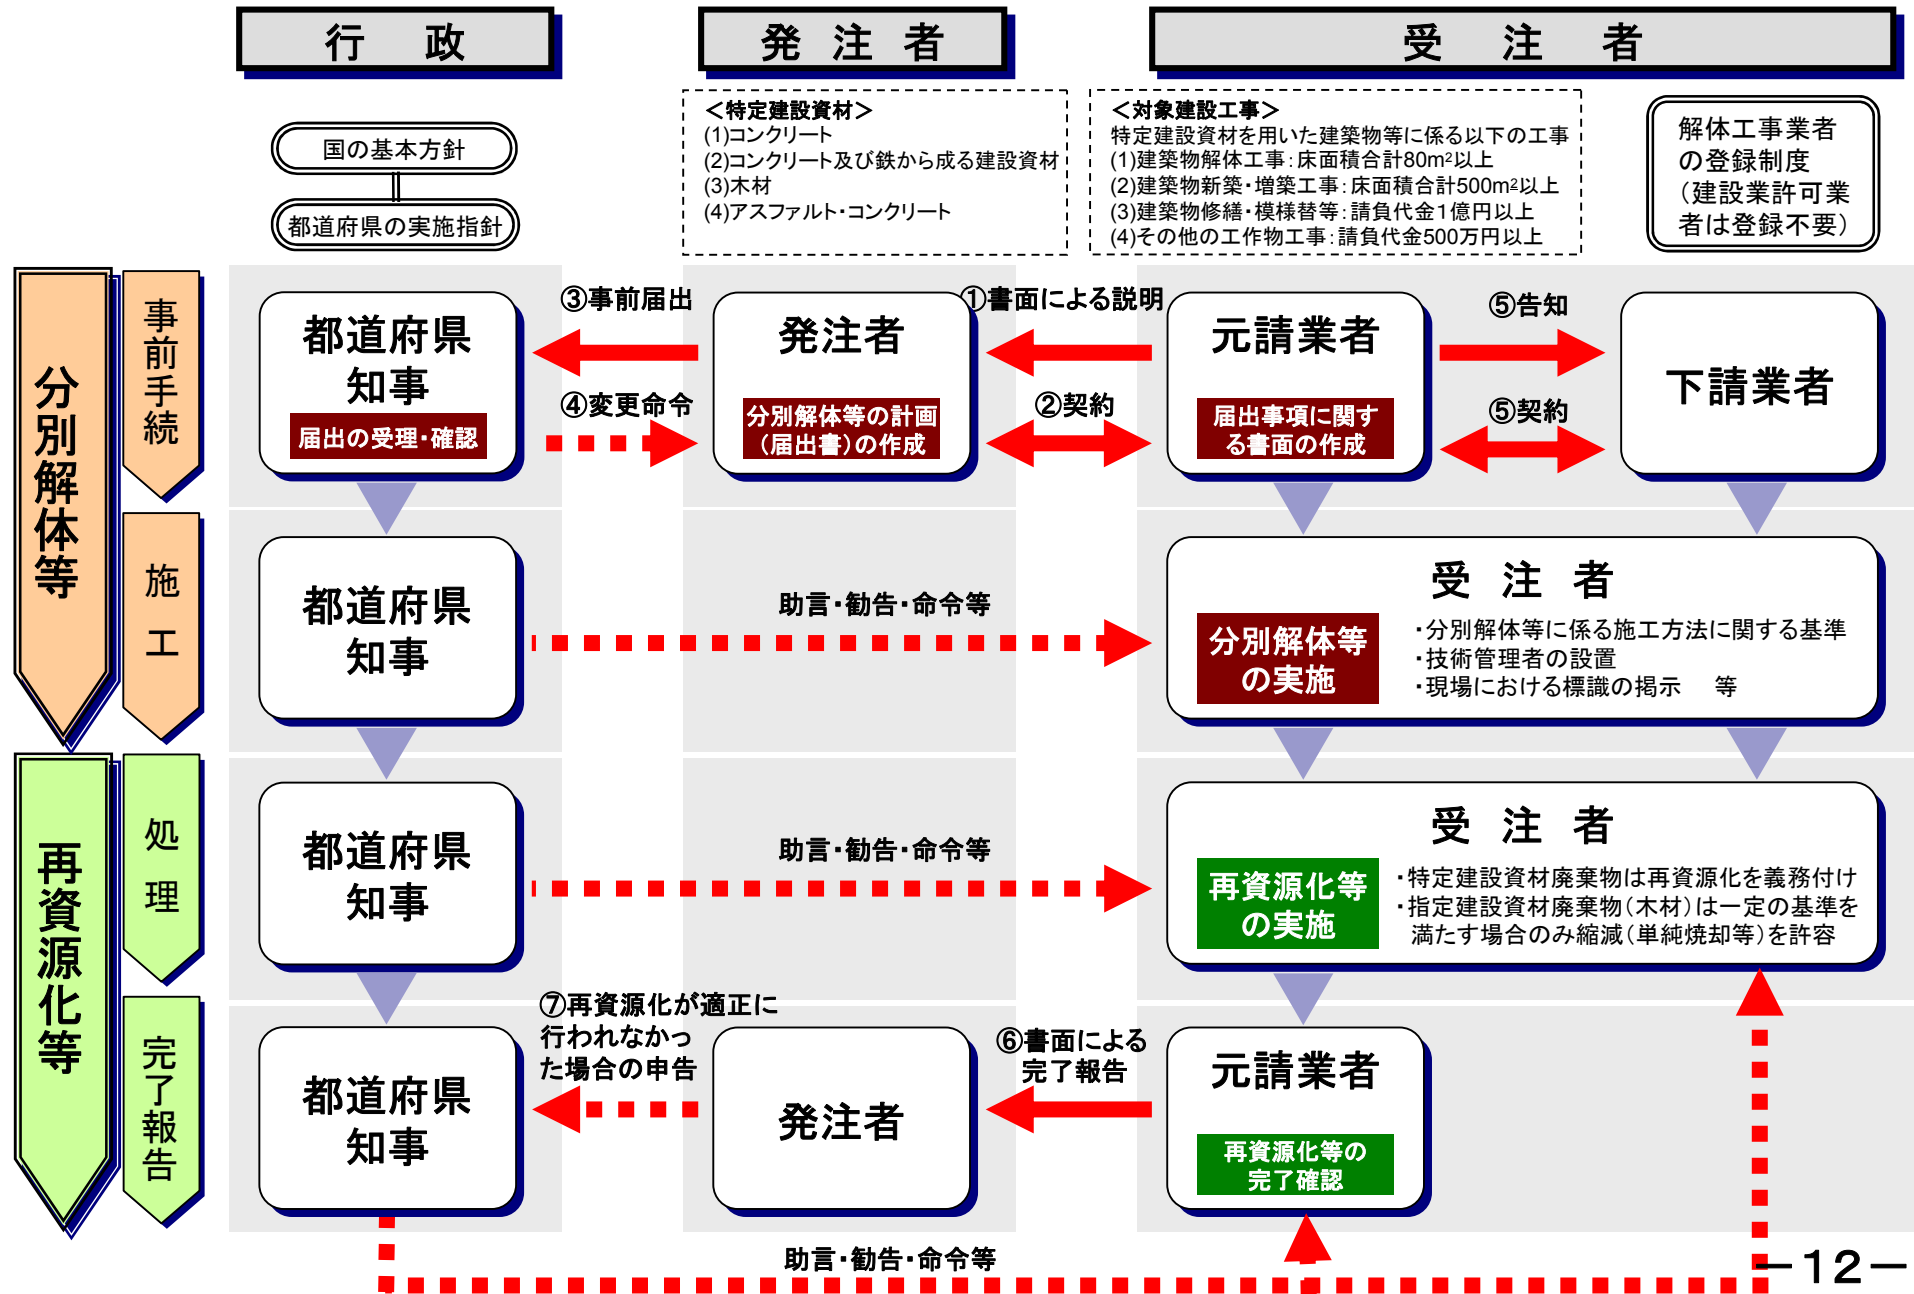 行　政
発 注 者
受　注　者
国の基本方針
都道府県の実施指針
＜特定建設資材＞
(1)コンクリート
(2)コンクリート及び鉄から成る建設資材
(3)木材
(4)アスファルト・コンクリート
＜対象建設工事＞
特定建設資材を用いた建築物等に係る以下の工事
(1)建築物解体工事：床面積合計80m²以上
(2)建築物新築・増築工事：床面積合計500m²以上
(3)建築物修繕・模様替等：請負代金１億円以上
(4)その他の工作物工事：請負代金500万円以上
解体工事業者
の登録制度
（建設業許可業
者は登録不要）
分別解体等
事前手続
都道府県
知事
届出の受理・確認
③事前届出
④変更命令
発注者
分別解体等の計画
（届出書）の作成
①書面による説明
②契約
元請業者
届出事項に関す
る書面の作成
⑤告知
⑤契約
下請業者
施工
都道府県
知事
助言・勧告・命令等
受 注 者
分別解体等
の実施
・分別解体等に係る施工方法に関する基準
・技術管理者の設置
・現場における標識の掲示　等
再資源化等
処理
都道府県
知事
助言・勧告・命令等
受 注 者
再資源化等
の実施
・特定建設資材廃棄物は再資源化を義務付け
・指定建設資材廃棄物（木材）は一定の基準を
満たす場合のみ縮減（単純焼却等）を許容
完了報告
都道府県
知事
⑦再資源化が適正に
行われなかっ
た場合の申告
発注者
⑥書面による
完了報告
元請業者
再資源化等の
完了確認
助言・勧告・命令等
－12－